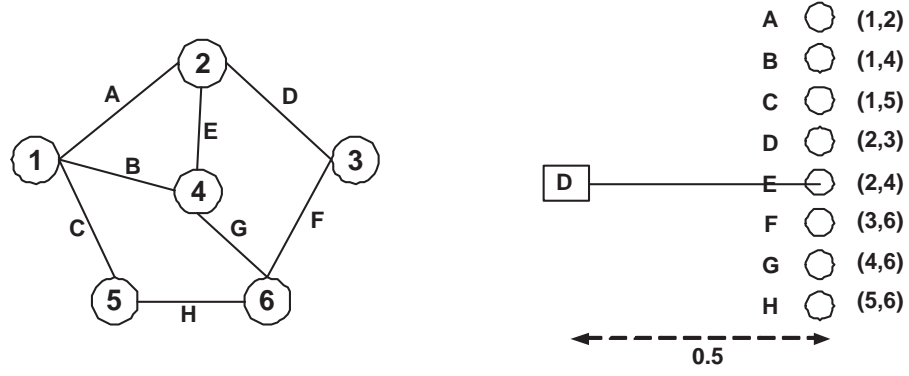 2
A
D
E
1
B
4
3
C
G
F
5
H
6
A (1,2)
B (1,4)
C (1,5)
D (2,3)
D E (2,4)
F (3,6)
G (4,6)
H (5,6)
0.5